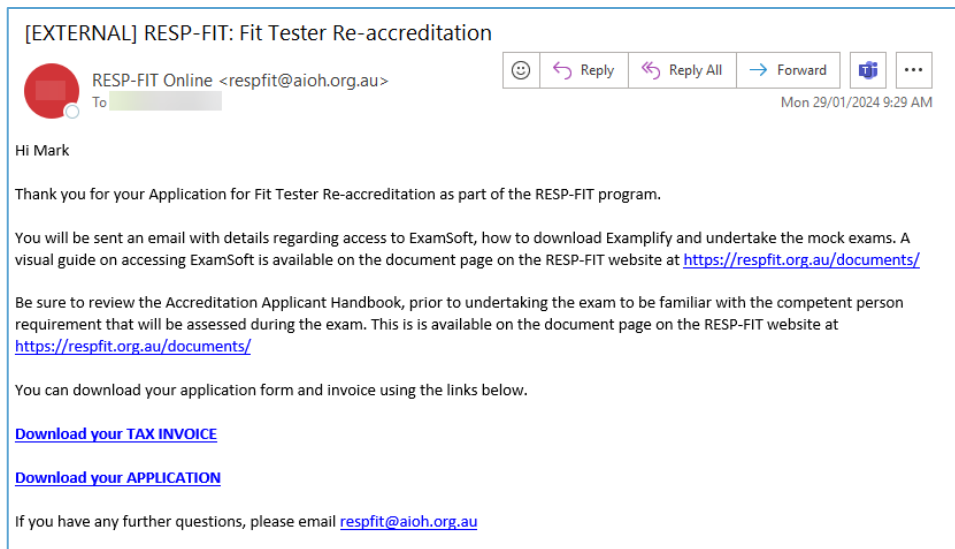 [EXTERNAL] RESP-FIT: Fit Tester Re-accreditation
RESP-FIT Online <respfit@aioh.org.au>
To
Reply
Reply All
Forward
Mon 29/01/2024 9:29 AM
Hi Mark
Thank you for your Application for Fit Tester Re-accreditation as part of the RESP-FIT program.
You will be sent an email with details regarding access to ExamSoft, how to download Examplify and undertake the mock exams. A
visual guide on accessing ExamSoft is available on the document page on the RESP-FIT website at https://respfit.org.au/documents/
Be sure to review the Accreditation Applicant Handbook, prior to undertaking the exam to be familiar with the competent person
requirement that will be assessed during the exam. This is is available on the document page on the RESP-FIT website at
https://respfit.org.au/documents/
You can download your application form and invoice using the links below.
Download your TAX INVOICE
Download your APPLICATION
If you have any further questions, please email respfit@aioh.org.au